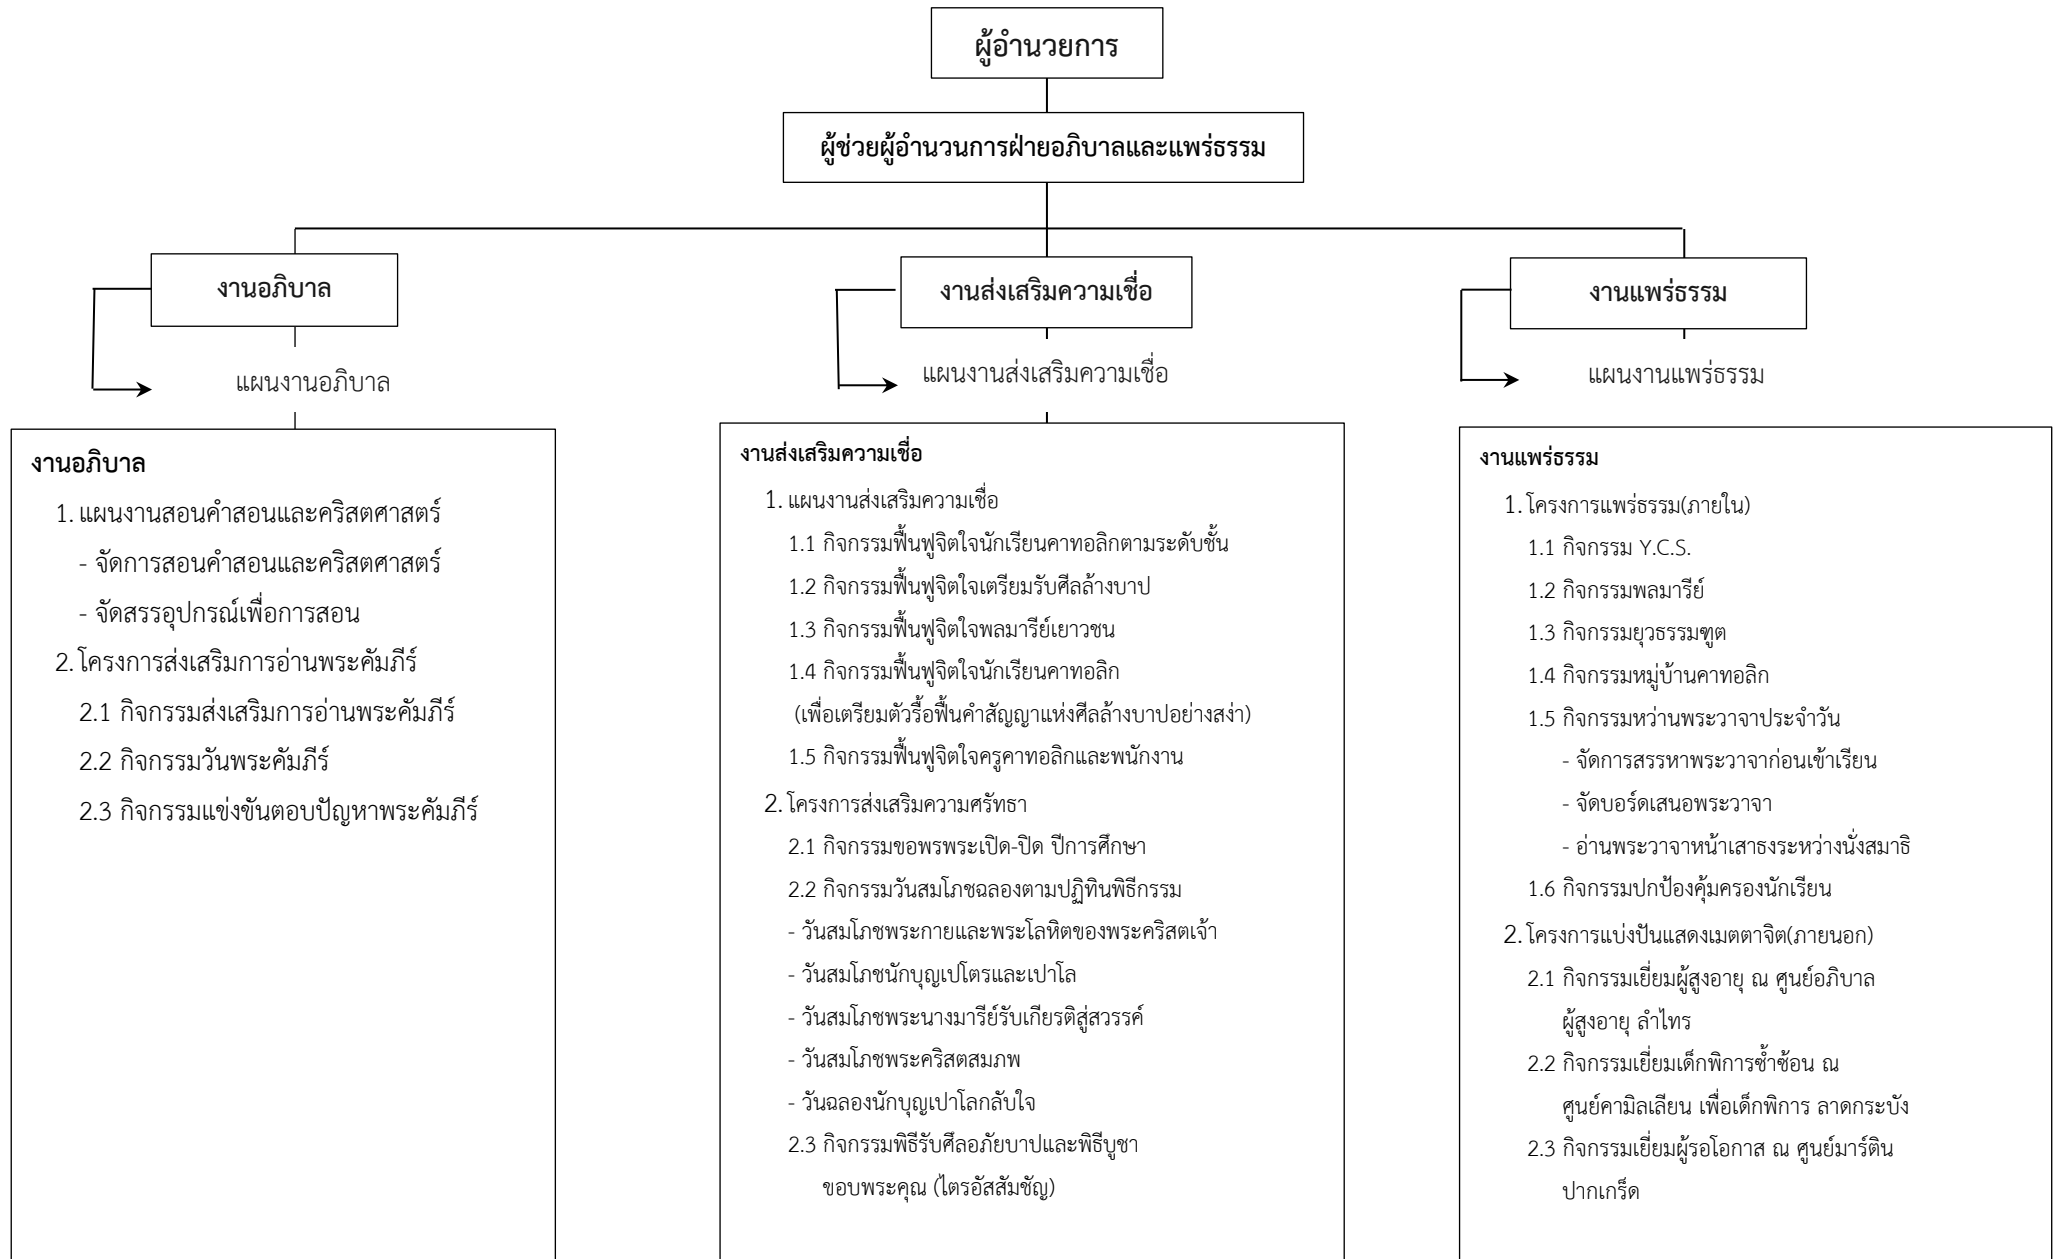 ผู้อำนวยการ
ผู้ช่วยผู้อำนวนการฝ่ายอภิบาลและแพร่ธรรม
งานอภิบาล
งานส่งเสริมความเชื่อ
งานแพร่ธรรม
แผนงานอภิบาล
แผนงานส่งเสริมความเชื่อ
แผนงานแพร่ธรรม
งานอภิบาล
1. แผนงานสอนคำสอนและคริสตศาสตร์
- จัดการสอนคำสอนและคริสตศาสตร์
- จัดสรรอุปกรณ์เพื่อการสอน
2. โครงการส่งเสริมการอ่านพระคัมภีร์
2.1 กิจกรรมส่งเสริมการอ่านพระคัมภีร์
2.2 กิจกรรมวันพระคัมภีร์
2.3 กิจกรรมแข่งขันตอบปัญหาพระคัมภีร์
งานส่งเสริมความเชื่อ
1. แผนงานส่งเสริมความเชื่อ
1.1 กิจกรรมฟื้นฟูจิตใจนักเรียนคาทอลิกตามระดับชั้น
1.2 กิจกรรมฟื้นฟูจิตใจเตรียมรับศีลล้างบาป
1.3 กิจกรรมฟื้นฟูจิตใจพลมารีย์เยาวชน
1.4 กิจกรรมฟื้นฟูจิตใจนักเรียนคาทอลิก
(เพื่อเตรียมตัวรื้อฟื้นคำสัญญาแห่งศีลล้างบาปอย่างสง่า)
1.5 กิจกรรมฟื้นฟูจิตใจครูคาทอลิกและพนักงาน
2. โครงการส่งเสริมความศรัทธา
2.1 กิจกรรมขอพรพระเปิด-ปิด ปีการศึกษา
2.2 กิจกรรมวันสมโภชฉลองตามปฏิทินพิธีกรรม
- วันสมโภชพระกายและพระโลหิตของพระคริสตเจ้า
- วันสมโภชนักบุญเปโตรและเปาโล
- วันสมโภชพระนางมารีย์รับเกียรติสู่สวรรค์
- วันสมโภชพระคริสตสมภพ
- วันฉลองนักบุญเปาโลกลับใจ
2.3 กิจกรรมพิธีรับศีลอภัยบาปและพิธีบูชา
ขอบพระคุณ (ไตรอัสสัมชัญ)
งานแพร่ธรรม
1. โครงการแพร่ธรรม(ภายใน)
1.1 กิจกรรม Y.C.S.
1.2 กิจกรรมพลมารีย์
1.3 กิจกรรมยุวธรรมฑูต
1.4 กิจกรรมหมู่บ้านคาทอลิก
1.5 กิจกรรมหว่านพระวาจาประจำวัน
- จัดการสรรหาพระวาจาก่อนเข้าเรียน
- จัดบอร์ดเสนอพระวาจา
- อ่านพระวาจาหน้าเสาธงระหว่างนั่งสมาธิ
1.6 กิจกรรมปกป้องคุ้มครองนักเรียน
2. โครงการแบ่งปันแสดงเมตตาจิต(ภายนอก)
2.1 กิจกรรมเยี่ยมผู้สูงอายุ ณ ศูนย์อภิบาล
ผู้สูงอายุ ลำไทร
2.2 กิจกรรมเยี่ยมเด็กพิการซ้ำซ้อน ณ
ศูนย์คามิลเลียน เพื่อเด็กพิการ ลาดกระบัง
2.3 กิจกรรมเยี่ยมผู้รอโอกาส ณ ศูนย์มาร์ติน
ปากเกร็ด